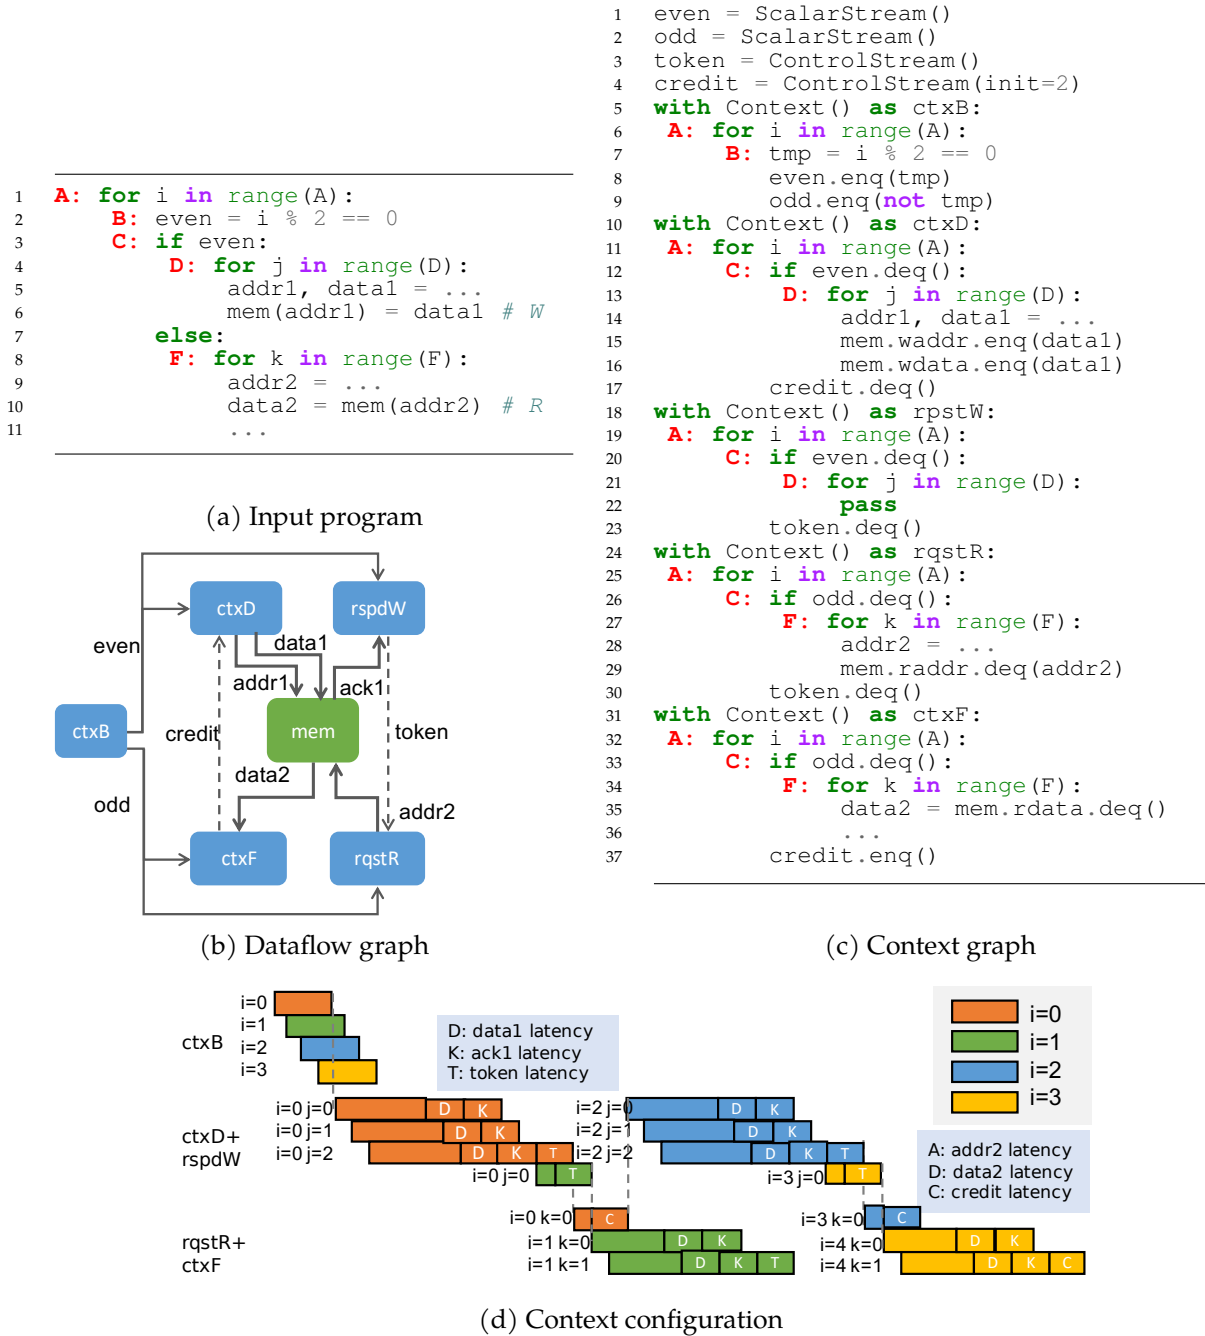 1 A: for i in range(A):
2 B: even = i % 2 == 0
3 C: if even:
4 D: for j in range(D):
5 addr1, data1 = ...
6 mem(addr1) = data1 # W
7 else:
8 F: for k in range(F):
9 addr2 = ...
10 data2 = mem(addr2) # R
11 ...
(a) Input program
ctxD
rspdW
even
data1
addr1
ack1
ctxB
credit
mem
token
data2
odd
addr2
ctxF
rqstR
(b) Dataflow graph
1 even = ScalarStream()
2 odd = ScalarStream()
3 token = ControlStream()
4 credit = ControlStream(init=2)
5 with Context() as ctxB:
6 A: for i in range(A):
7 B: tmp = i % 2 == 0
8 even.enq(tmp)
9 odd.enq(not tmp)
10 with Context() as ctxD:
11 A: for i in range(A):
12 C: if even.deq():
13 D: for j in range(D):
14 addr1, data1 = ...
15 mem.waddr.enq(data1)
16 mem.wdata.enq(data1)
17 credit.deq()
18 with Context() as rpstW:
19 A: for i in range(A):
20 C: if even.deq():
21 D: for j in range(D):
22 pass
23 token.deq()
24 with Context() as rqstR:
25 A: for i in range(A):
26 C: if odd.deq():
27 F: for k in range(F):
28 addr2 = ...
29 mem.raddr.deq(addr2)
30 token.deq()
31 with Context() as ctxF:
32 A: for i in range(A):
33 C: if odd.deq():
34 F: for k in range(F):
35 data2 = mem.rdata.deq()
36 ...
37 credit.enq()
(c) Context graph
ctxB
i=0
i=1
i=2
i=3
D: data1 latency
K: ack1 latency
T: token latency
i=0
i=1
i=2
i=3
ctxD+
rspdW
i=0 j=0 D K
i=0 j=1 D K
i=0 j=2 D K T
i=0 j=0 T
i=2 j=0 D K
i=2 j=1 D K
i=2 j=2 D K T
i=3 j=0 T
A: addr2 latency
D: data2 latency
C: credit latency
rqstR+
ctxF
i=0 k=0 C
i=1 k=0 D K
i=1 k=1 D K T
i=3 k=0 C
i=4 k=0 D K
i=4 k=1 D K C
(d) Context configuration